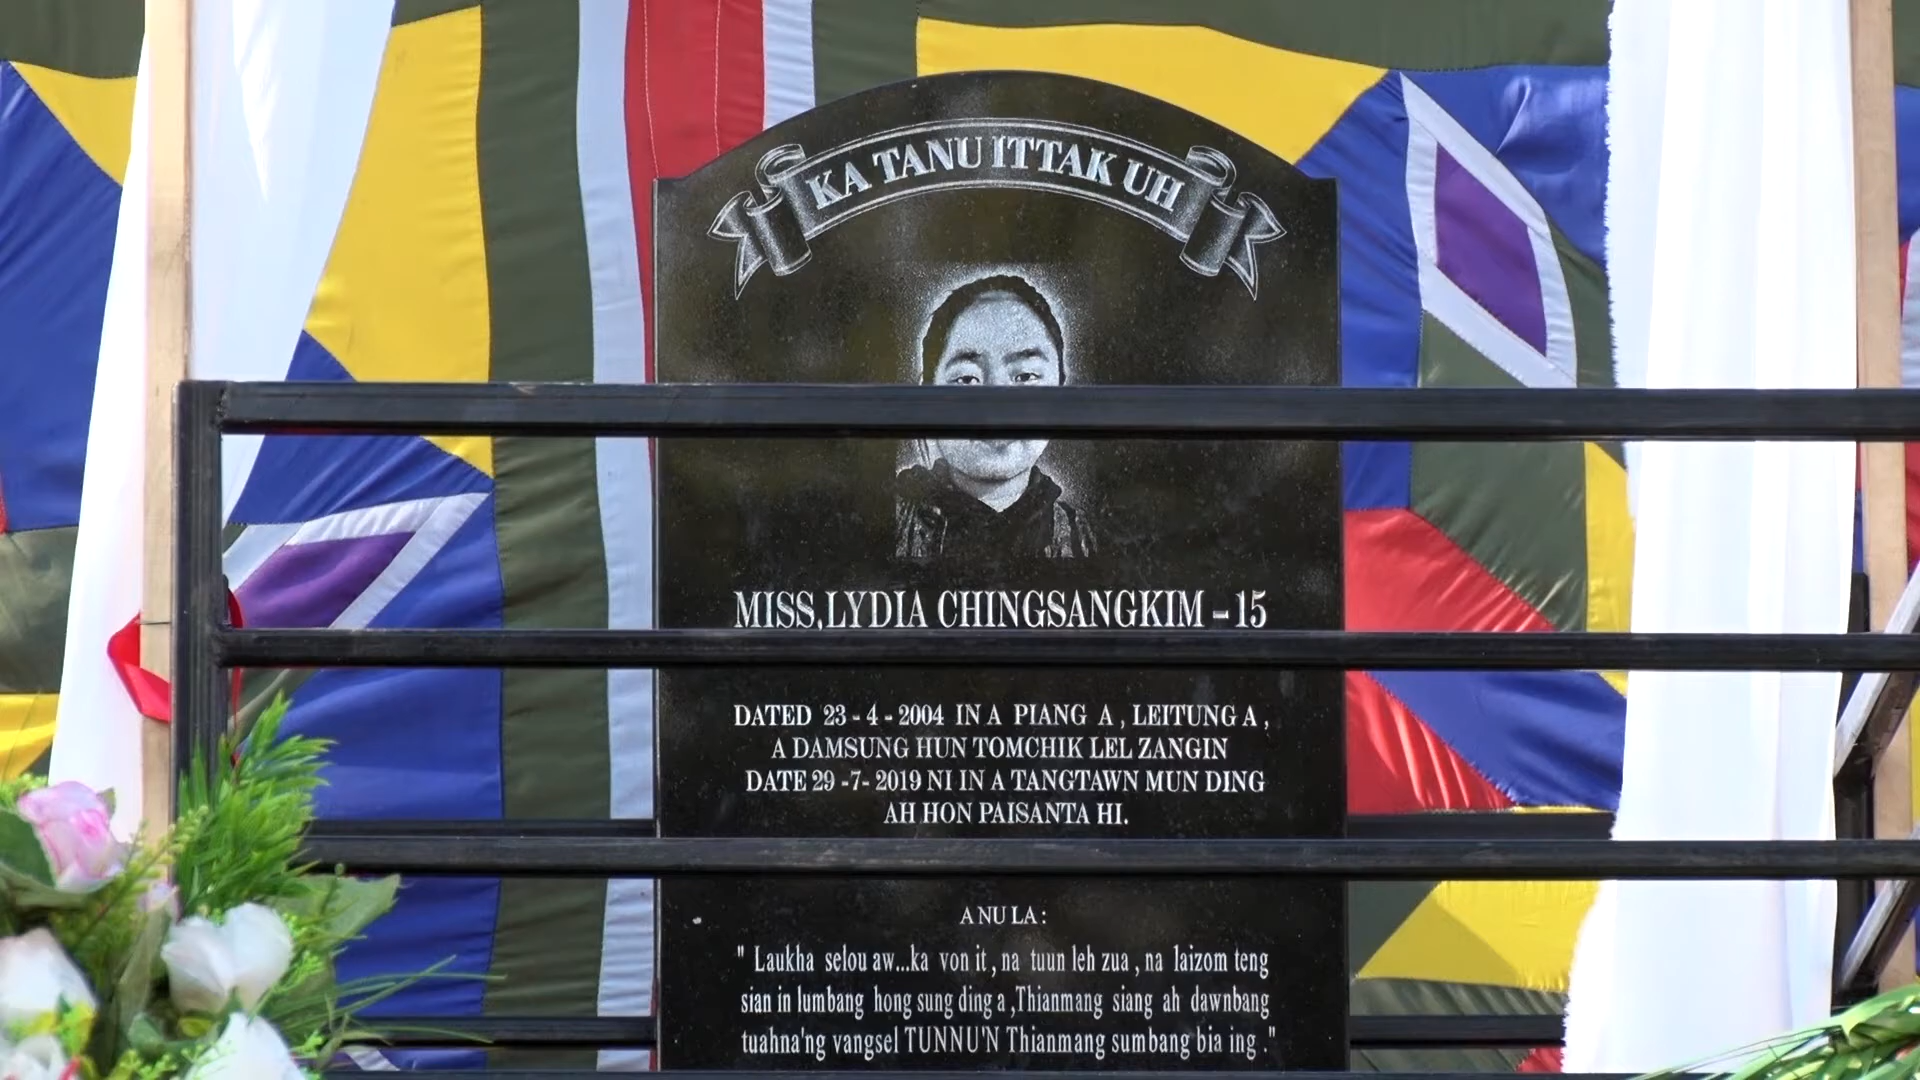 KA TANU ITTAK UH
MISS,LYDIA CHINGSANGKIM – 15
DATED 23 - 4 - 2004 IN A PIANG A , LEITUNG A ,
A DAMSUNG HUN TOMCHIK LEL ZANGIN
DATE 29 -7- 2019 NI IN A TANGTAWN MUN DING
AH HON PAISANTA HI.
A NU LA :
" Laukha selou aw...ka von it , na tuun leh zua , na laizom teng
sian in lumbang hong sung ding a ,Thianmang siang ah dawnbang
tuahna'ng vangsel TUNNU'N Thianmang sumbang bia ing ."